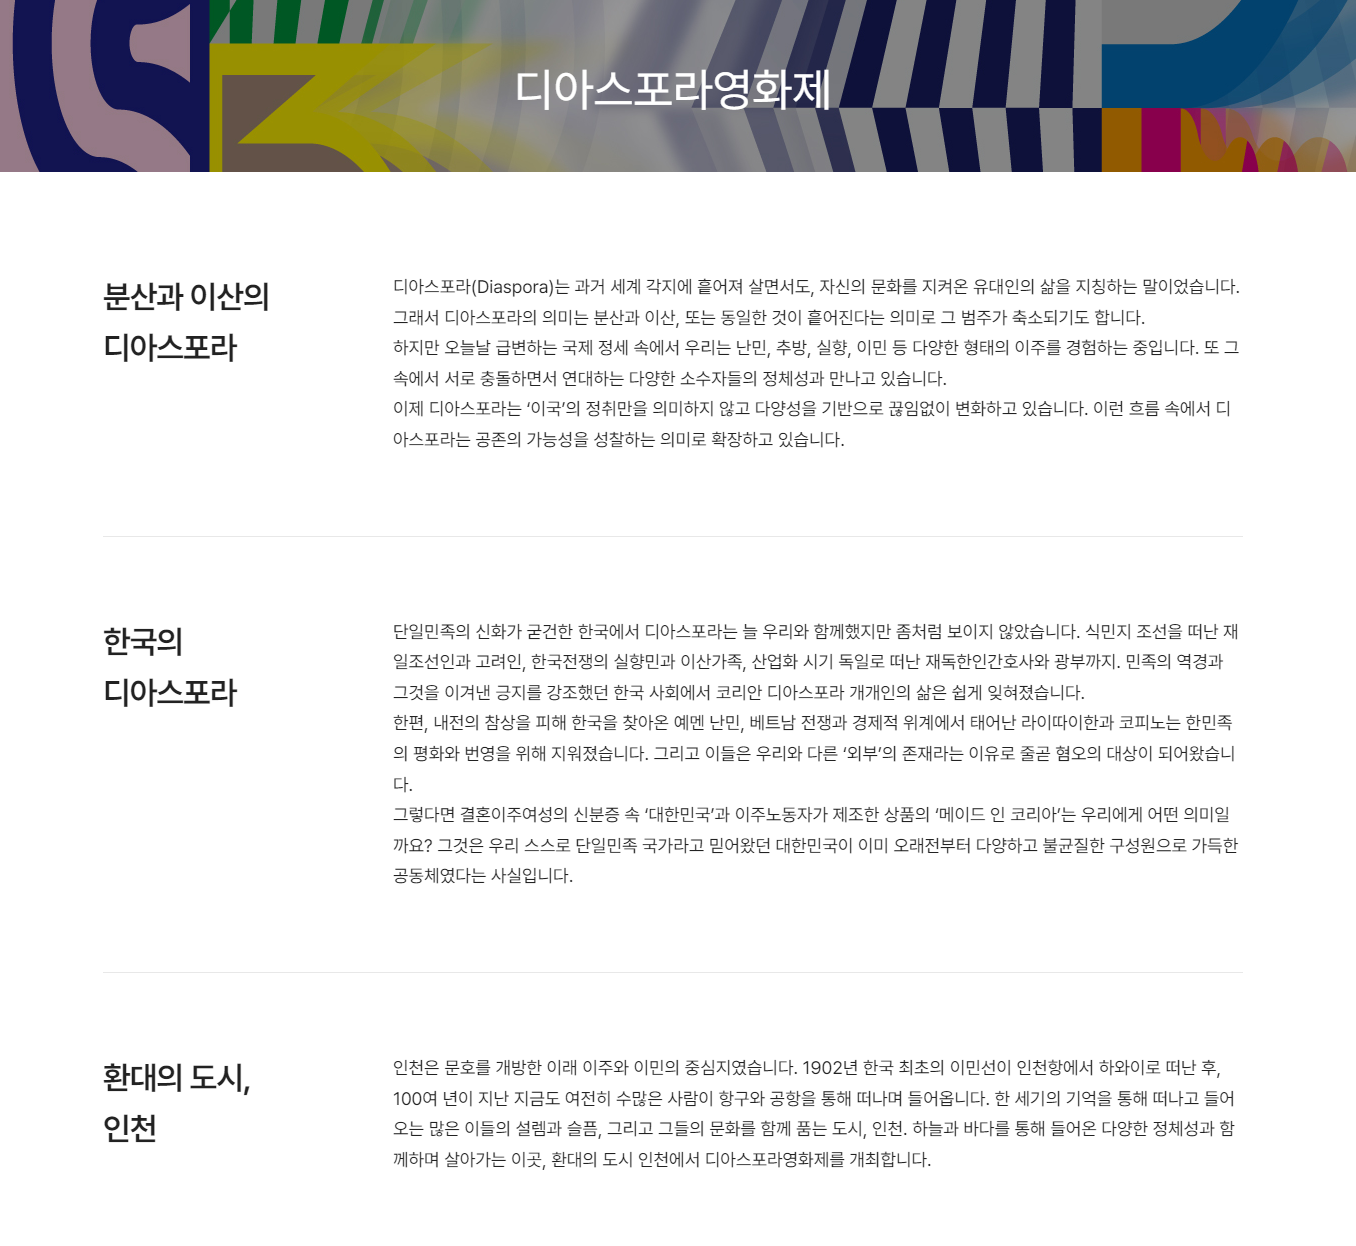 디아스포라영화제
분산과 이산의
디아스포라
디아스포라(Diaspora)는 과거 세계 각지에 흩어져 살면서도, 자신의 문화를 지켜온 유대인의 삶을 지칭하는 말이었습니다.
그래서 디아스포라의 의미는 분산과 이산, 또는 동일한 것이 흩어진다는 의미로 그 범주가 축소되기도 합니다.
하지만 오늘날 급변하는 국제 정세 속에서 우리는 난민, 추방, 실향, 이민 등 다양한 형태의 이주를 경험하는 중입니다. 또 그
속에서 서로 충돌하면서 연대하는 다양한 소수자들의 정체성과 만나고 있습니다.
이제 디아스포라는 ‘이국’의 정취만을 의미하지 않고 다양성을 기반으로 끊임없이 변화하고 있습니다. 이런 흐름 속에서 디
아스포라는 공존의 가능성을 성찰하는 의미로 확장하고 있습니다.
한국의
디아스포라
단일민족의 신화가 굳건한 한국에서 디아스포라는 늘 우리와 함께했지만 좀처럼 보이지 않았습니다. 식민지 조선을 떠난 재
일조선인과 고려인, 한국전쟁의 실향민과 이산가족, 산업화 시기 독일로 떠난 재독한인간호사와 광부까지. 민족의 역경과
그것을 이겨낸 긍지를 강조했던 한국 사회에서 코리안 디아스포라 개개인의 삶은 쉽게 잊혀졌습니다.
한편, 내전의 참상을 피해 한국을 찾아온 예멘 난민, 베트남 전쟁과 경제적 위계에서 태어난 라이따이한과 코피노는 한민족
의 평화와 번영을 위해 지워졌습니다. 그리고 이들은 우리와 다른 ‘외부’의 존재라는 이유로 줄곧 혐오의 대상이 되어왔습니
다.
그렇다면 결혼이주여성의 신분증 속 ‘대한민국’과 이주노동자가 제조한 상품의 ‘메이드 인 코리아’는 우리에게 어떤 의미일
까요? 그것은 우리 스스로 단일민족 국가라고 믿어왔던 대한민국이 이미 오래전부터 다양하고 불균질한 구성원으로 가득한
공동체였다는 사실입니다.
환대의 도시,
인천
인천은 문호를 개방한 이래 이주와 이민의 중심지였습니다. 1902년 한국 최초의 이민선이 인천항에서 하와이로 떠난 후,
100여 년이 지난 지금도 여전히 수많은 사람이 항구와 공항을 통해 떠나며 들어옵니다. 한 세기의 기억을 통해 떠나고 들어
오는 많은 이들의 설렘과 슬픔, 그리고 그들의 문화를 함께 품는 도시, 인천. 하늘과 바다를 통해 들어온 다양한 정체성과 함
께하며 살아가는 이곳, 환대의 도시 인천에서 디아스포라영화제를 개최합니다.